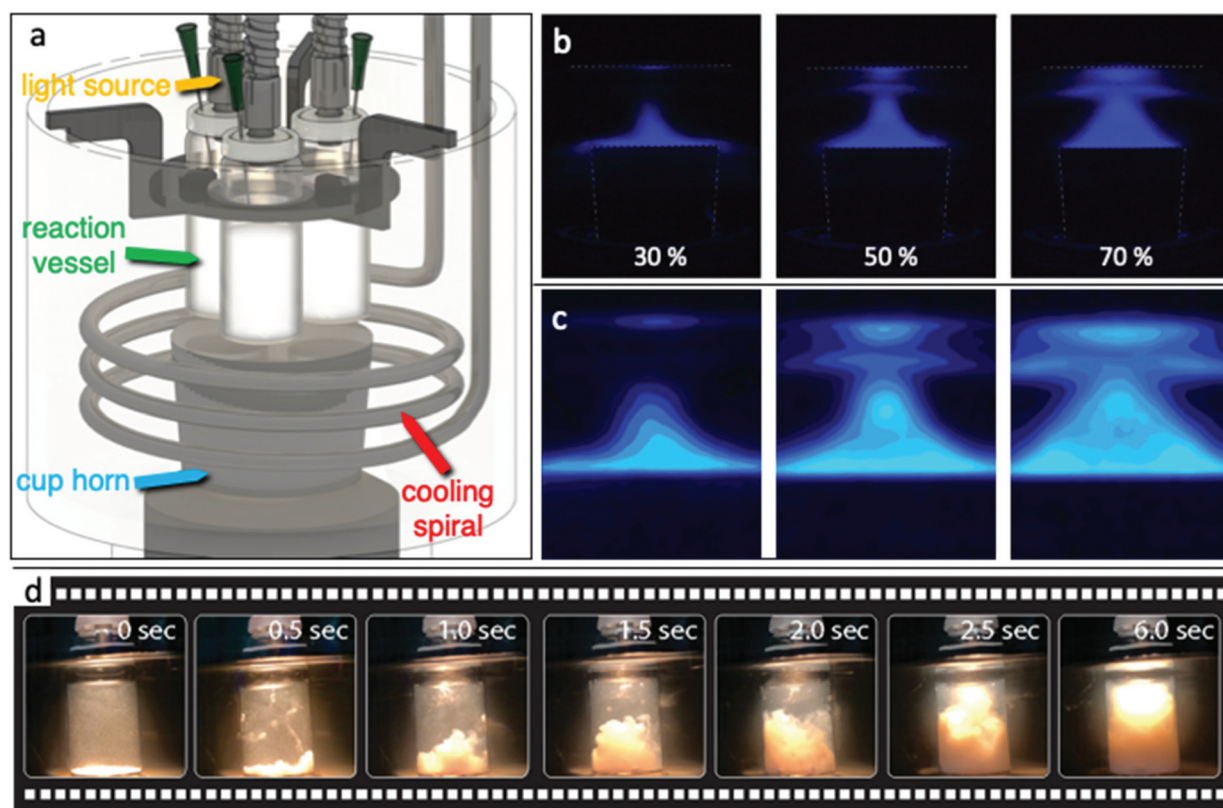 a
light source
reaction
vessel
cup horn
cooling
spiral
b
30 %
50 %
70 %
c
d
0 sec
0.5 sec
1.0 sec
1.5 sec
2.0 sec
2.5 sec
6.0 sec